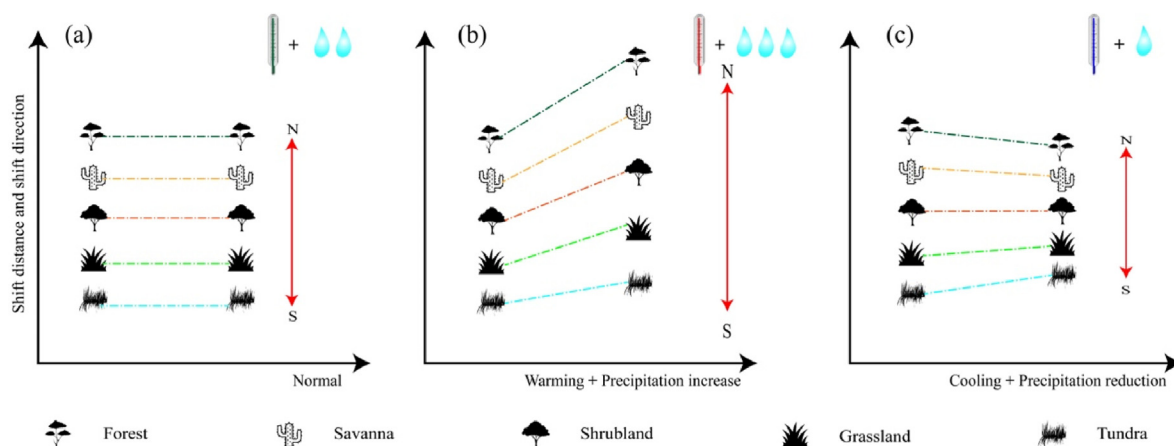 (a)
+
N
S
Shift distance and shift direction
Normal
(b)
+
N
S
Warming + Precipitation increase
(c)
+
N
S
Cooling + Precipitation reduction
Forest
Savanna
Shrubland
Grassland
Tundra